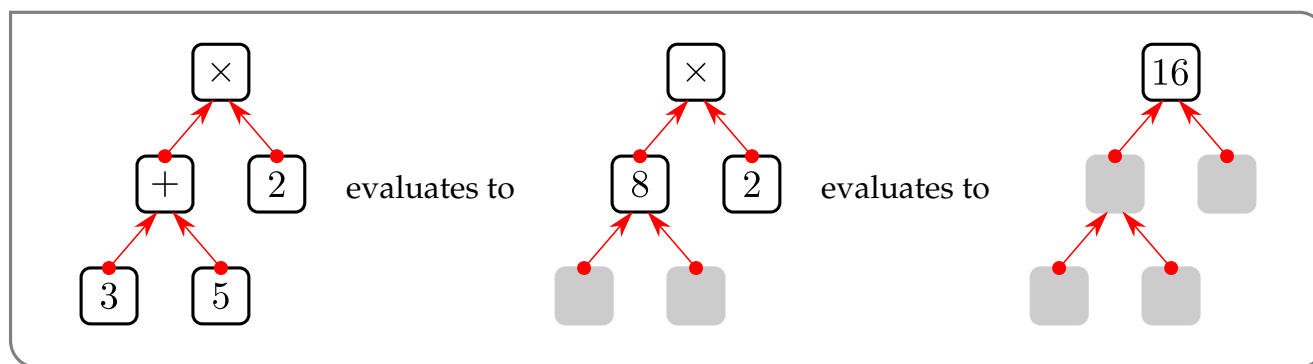 × × 16
+ 2 evaluates to 8 2 evaluates to
3 5